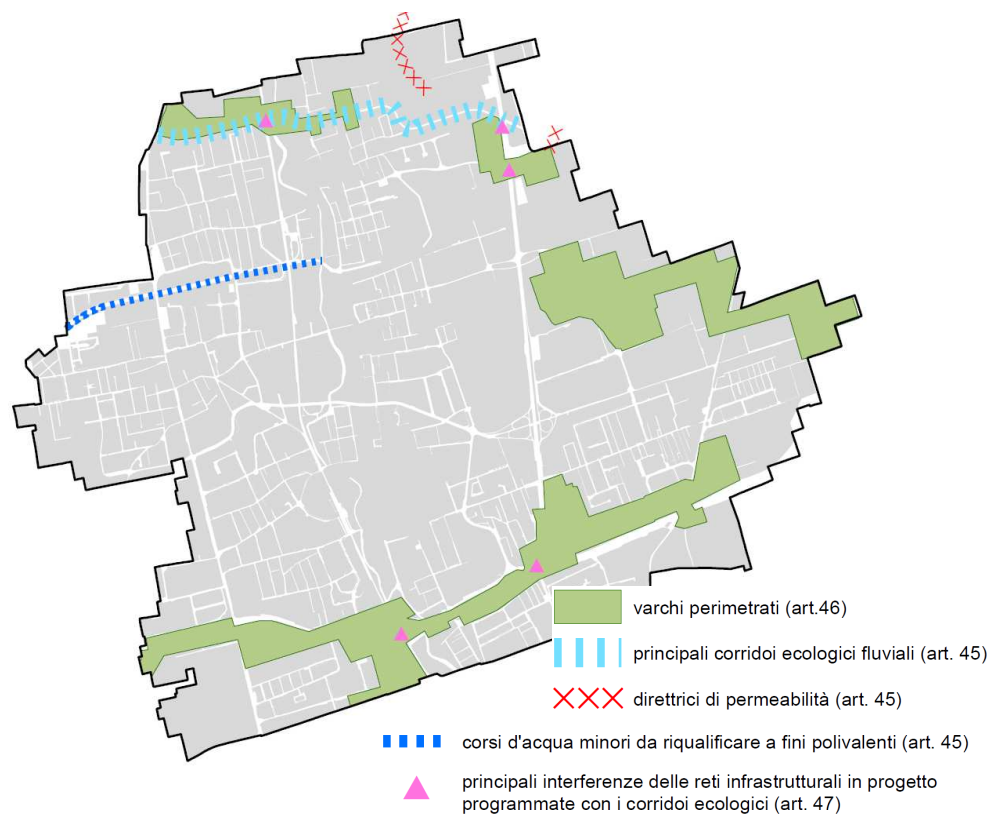 varchi perimetrati (art.46)
principali corridoi ecologici fluviali (art. 45)
direttrici di permeabilità (art. 45)
corsi d'acqua minori da riqualificare a fini polivalenti (art. 45)
principali interferenze delle reti infrastrutturali in progetto
programmate con i corridoi ecologici (art. 47)